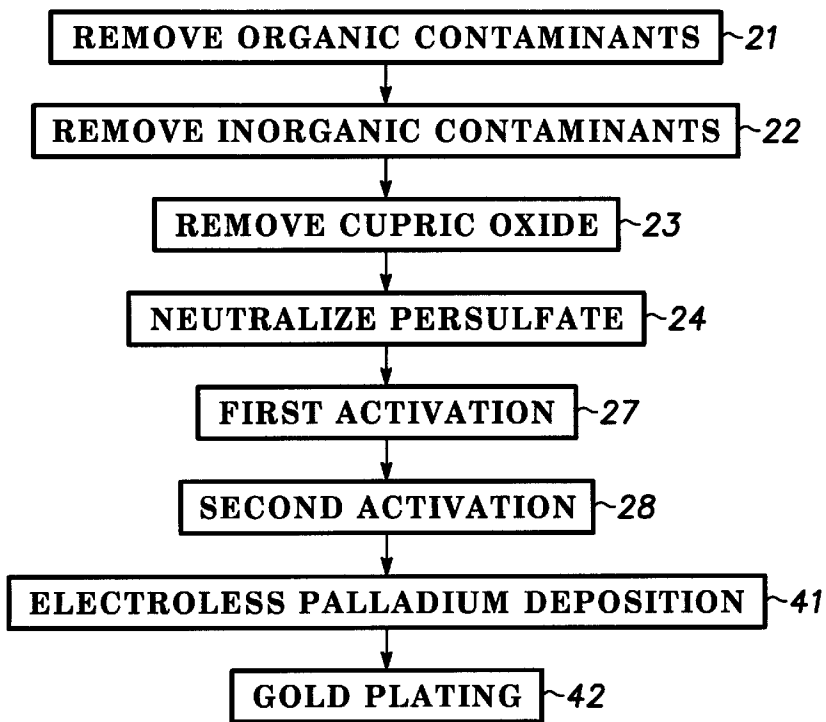 REMOVE ORGANIC CONTAMINANTS 21
REMOVE INORGANIC CONTAMINANTS 22
REMOVE CUPRIC OXIDE 23
NEUTRALIZE PERSULFATE 24
FIRST ACTIVATION 27
SECOND ACTIVATION 28
ELECTROLESS PALLADIUM DEPOSITION 41
GOLD PLATING 42